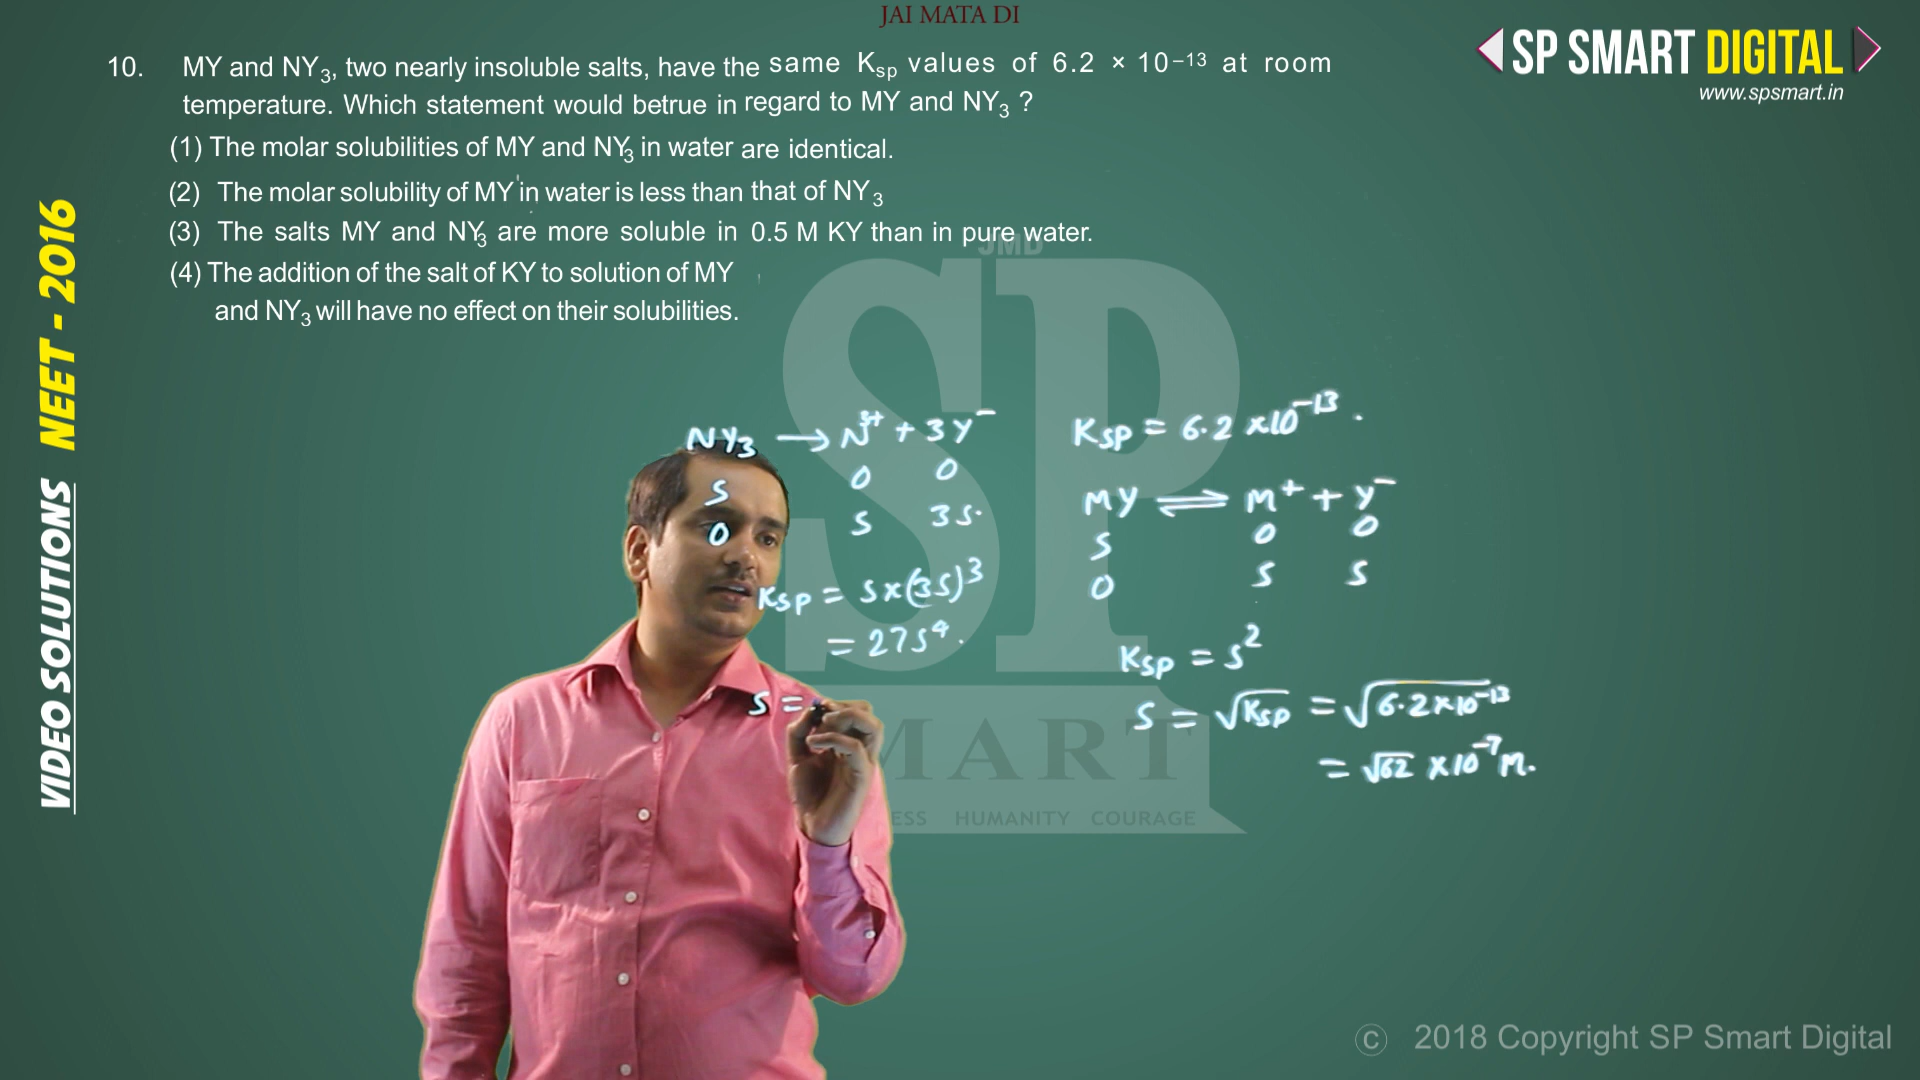 JAI MATA DI
SP SMART DIGITAL
www.spsmart.in
10. MY and NY3, two nearly insoluble salts, have the same Ksp values of 6.2 × 10–13 at room
temperature. Which statement would betrue in regard to MY and NY3 ?
(1) The molar solubilities of MY and NY3 in water are identical.
(2) The molar solubility of MY in water is less than that of NY3
(3) The salts MY and NY3 are more soluble in 0.5 M KY than in pure water.
(4) The addition of the salt of KY to solution of MY
and NY3 will have no effect on their solubilities.
VIDEO SOLUTIONS NEET - 2016
JMD
SP
MART
ESS HUMANITY COURAGE
NY3 → N3+ + 3Y−
S 0 0
0 S 3S.
Ksp = S×(3S)3
= 27S4.
S =
Ksp = 6.2 ×10−13.
MY ⇌ M+ + Y−
S 0 0
0 S S
Ksp = S2
S = √Ksp = √6.2×10−13
= √62 ×10−7 M.
© 2018 Copyright SP Smart Digital